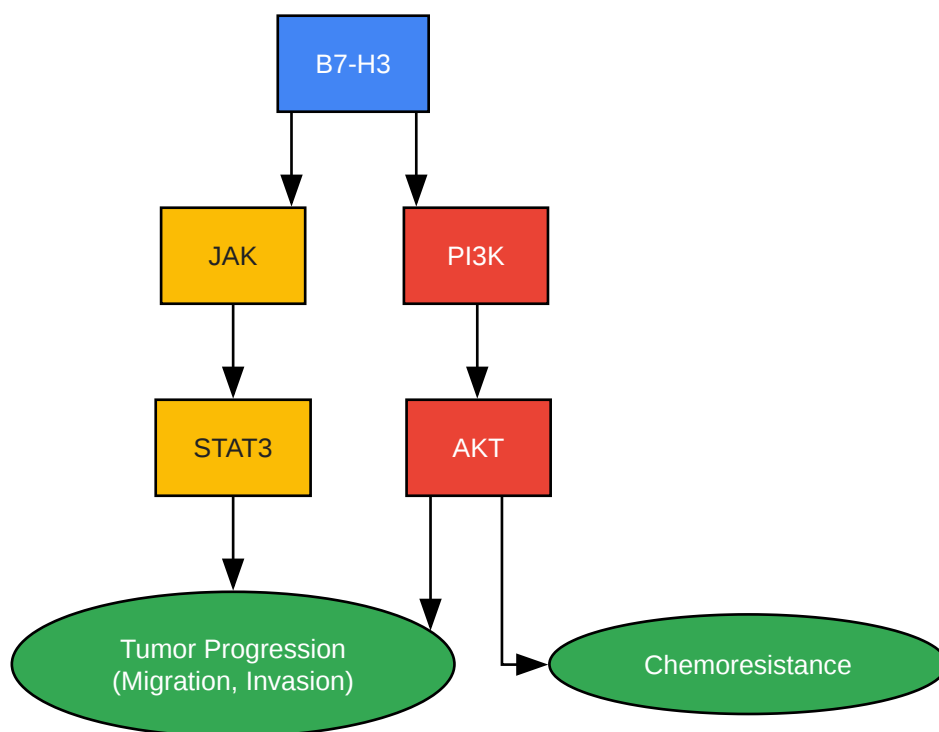 B7-H3
JAK
PI3K
STAT3
AKT
Tumor Progression
(Migration, Invasion)
Chemoresistance